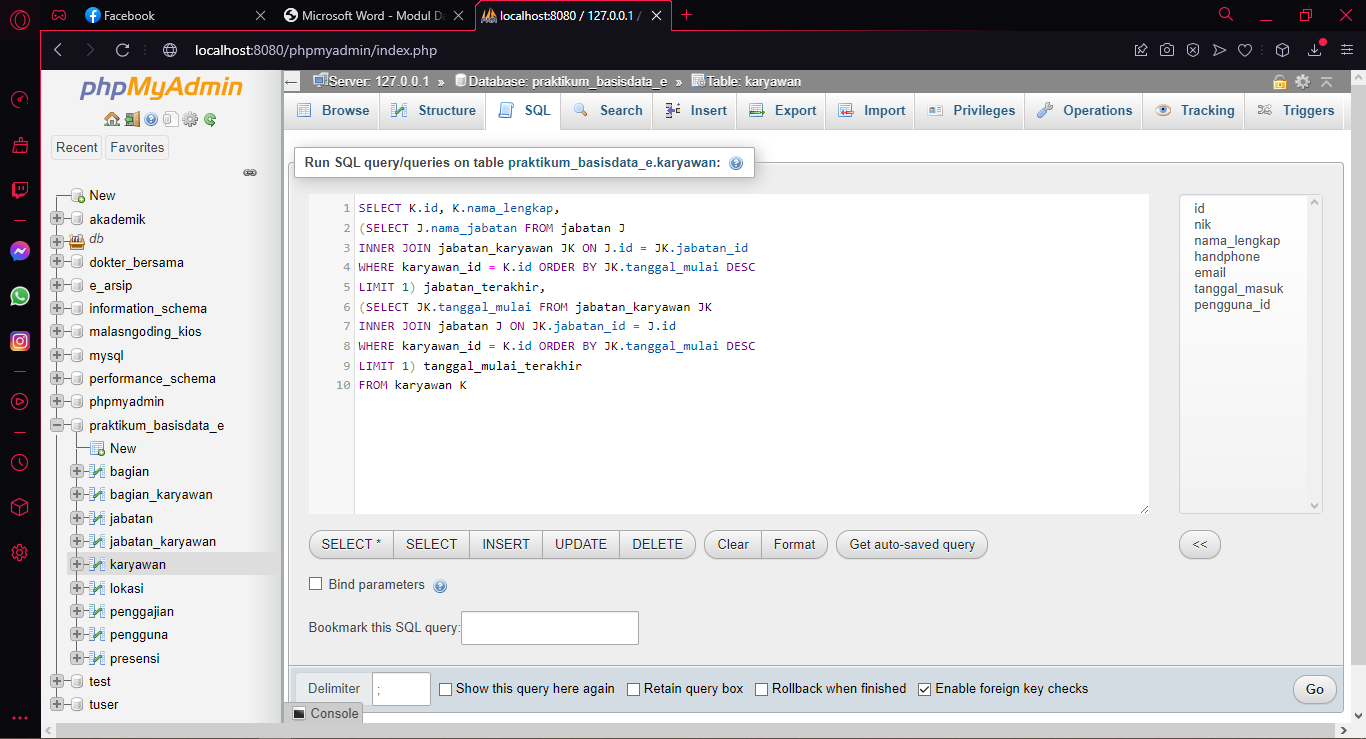 Facebook
Microsoft Word - Modul Da
localhost:8080 / 127.0.0.1 /
localhost:8080/phpmyadmin/index.php
phpMyAdmin
Recent Favorites
New
akademik
db
dokter_bersama
e_arsip
information_schema
malasngoding_kios
mysql
performance_schema
phpmyadmin
praktikum_basisdata_e
New
bagian
bagian_karyawan
jabatan
jabatan_karyawan
karyawan
lokasi
penggajian
pengguna
presensi
test
tuser
Server: 127.0.0.1 » Database: praktikum_basisdata_e » Table: karyawan
Browse Structure SQL Search Insert Export Import Privileges Operations Tracking Triggers
Run SQL query/queries on table praktikum_basisdata_e.karyawan:
1 SELECT K.id, K.nama_lengkap,
2 (SELECT J.nama_jabatan FROM jabatan J
3 INNER JOIN jabatan_karyawan JK ON J.id = JK.jabatan_id
4 WHERE karyawan_id = K.id ORDER BY JK.tanggal_mulai DESC
5 LIMIT 1) jabatan_terakhir,
6 (SELECT JK.tanggal_mulai FROM jabatan_karyawan JK
7 INNER JOIN jabatan J ON JK.jabatan_id = J.id
8 WHERE karyawan_id = K.id ORDER BY JK.tanggal_mulai DESC
9 LIMIT 1) tanggal_mulai_terakhir
10 FROM karyawan K
id
nik
nama_lengkap
handphone
email
tanggal_masuk
pengguna_id
SELECT * SELECT INSERT UPDATE DELETE Clear Format Get auto-saved query <<
Bind parameters
Bookmark this SQL query:
Delimiter ; Show this query here again Retain query box Rollback when finished Enable foreign key checks Go
Console